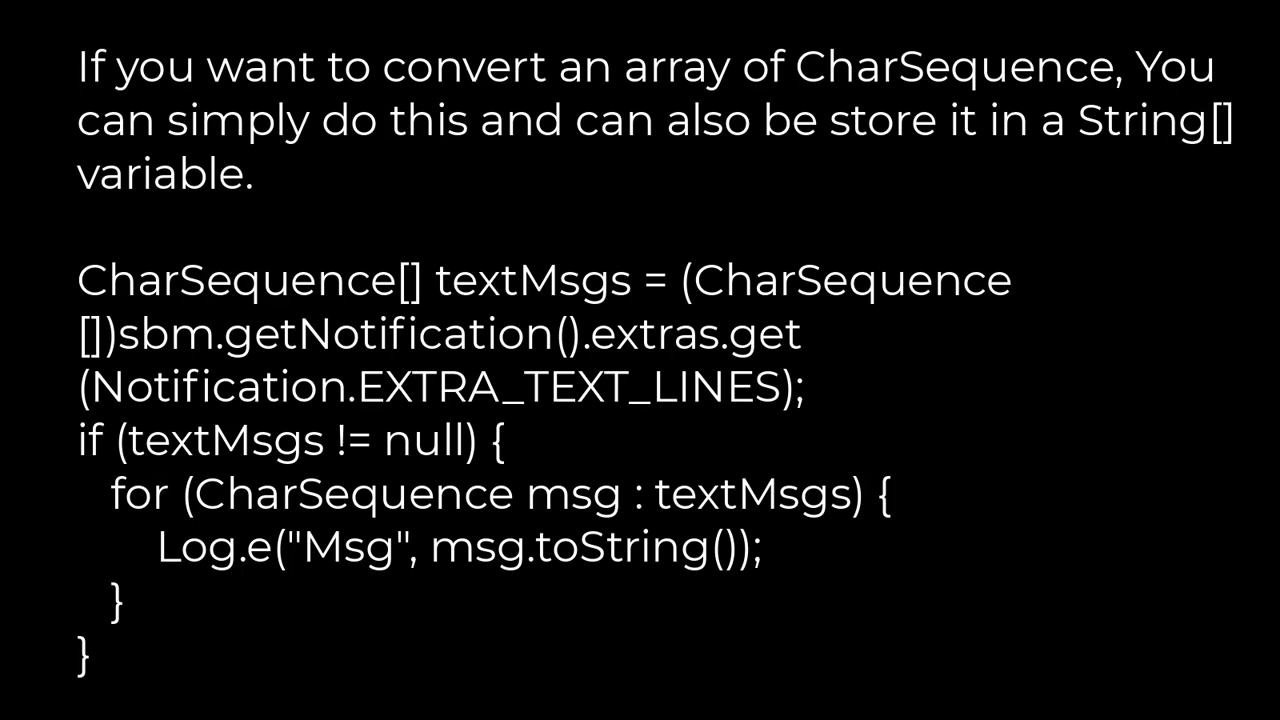 If you want to convert an array of CharSequence, You
can simply do this and can also be store it in a String[]
variable.

CharSequence[] textMsgs = (CharSequence
[])sbm.getNotification().extras.get
(Notification.EXTRA_TEXT_LINES);
if (textMsgs != null) {
   for (CharSequence msg : textMsgs) {
       Log.e("Msg", msg.toString());
   }
}